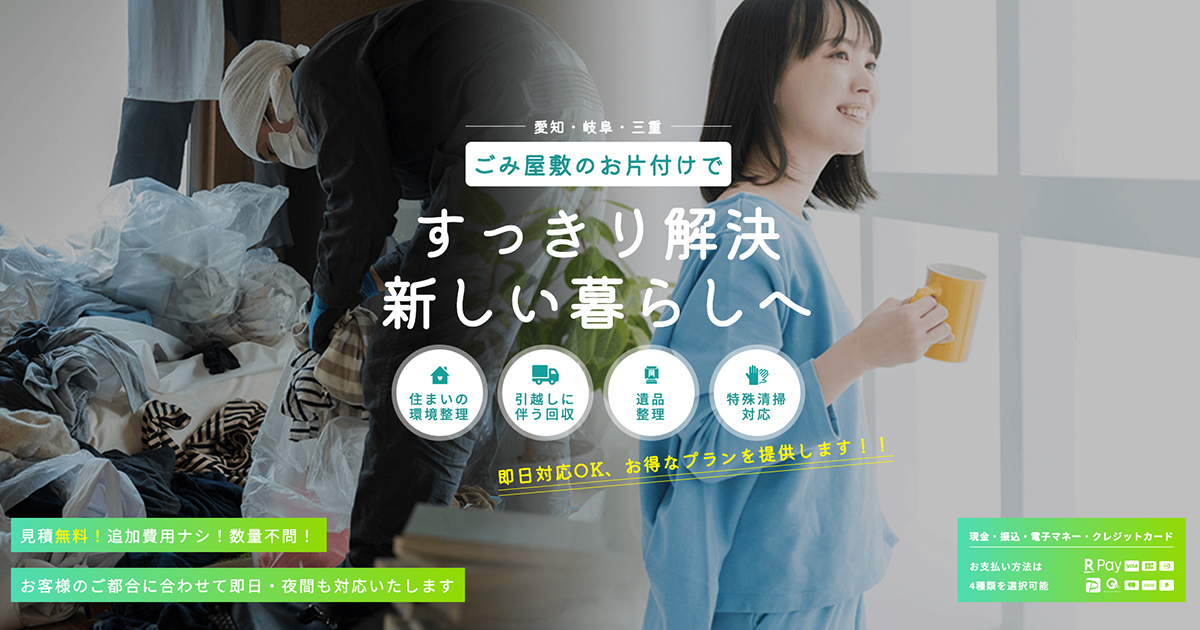 愛知・岐阜・三重
ごみ屋敷のお片付けで
すっきり解決
新しい暮らしへ
住まいの
環境整理
引越しに
伴う回収
遺品
整理
特殊清掃
対応
即日対応OK、お得なプランを提供します！！
見積無料！追加費用ナシ！数量不問！
お客様のご都合に合わせて即日・夜間も対応いたします
現金・振込・電子マネー・クレジットカード
お支払い方法は
4種類を選択可能
R Pay VISA